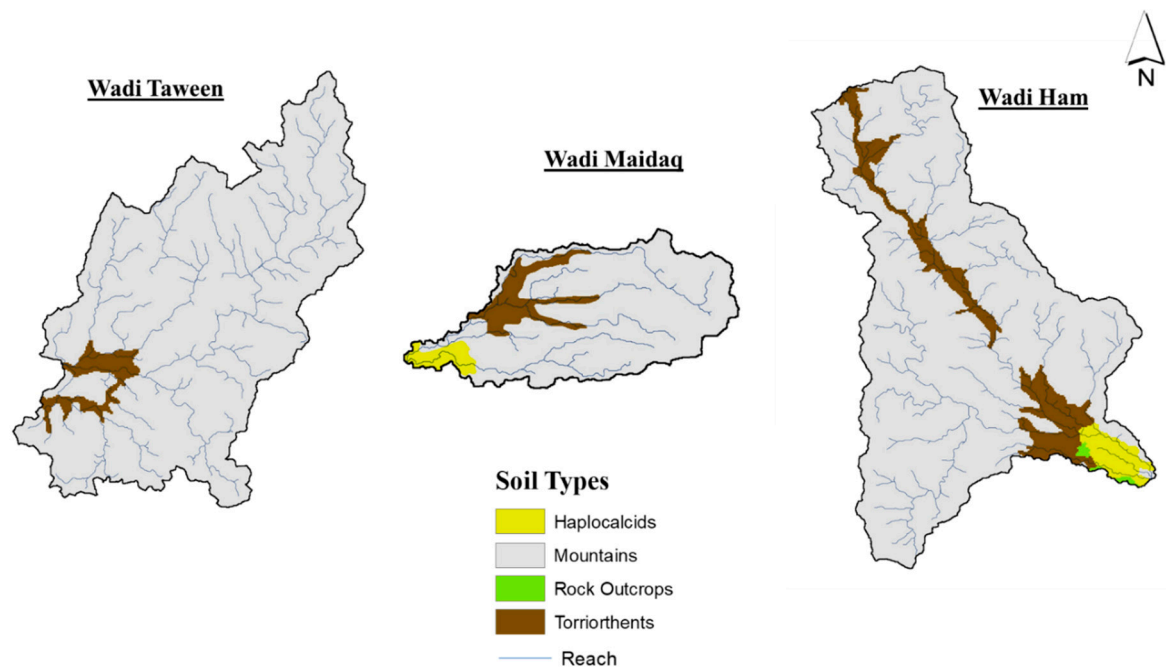 N
Wadi Taween
Wadi Maidaq
Wadi Ham
Soil Types
Haplocalcids
Mountains
Rock Outcrops
Torriorthents
Reach